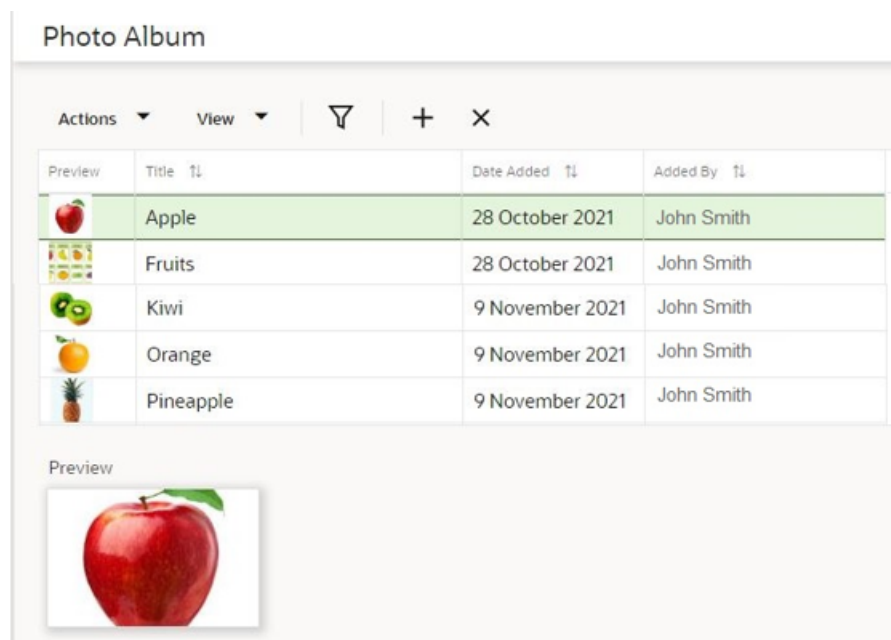 Photo Album
Actions View
Preview Title Date Added Added By
Apple 28 October 2021 John Smith
Fruits 28 October 2021 John Smith
Kiwi 9 November 2021 John Smith
Orange 9 November 2021 John Smith
Pineapple 9 November 2021 John Smith
Preview